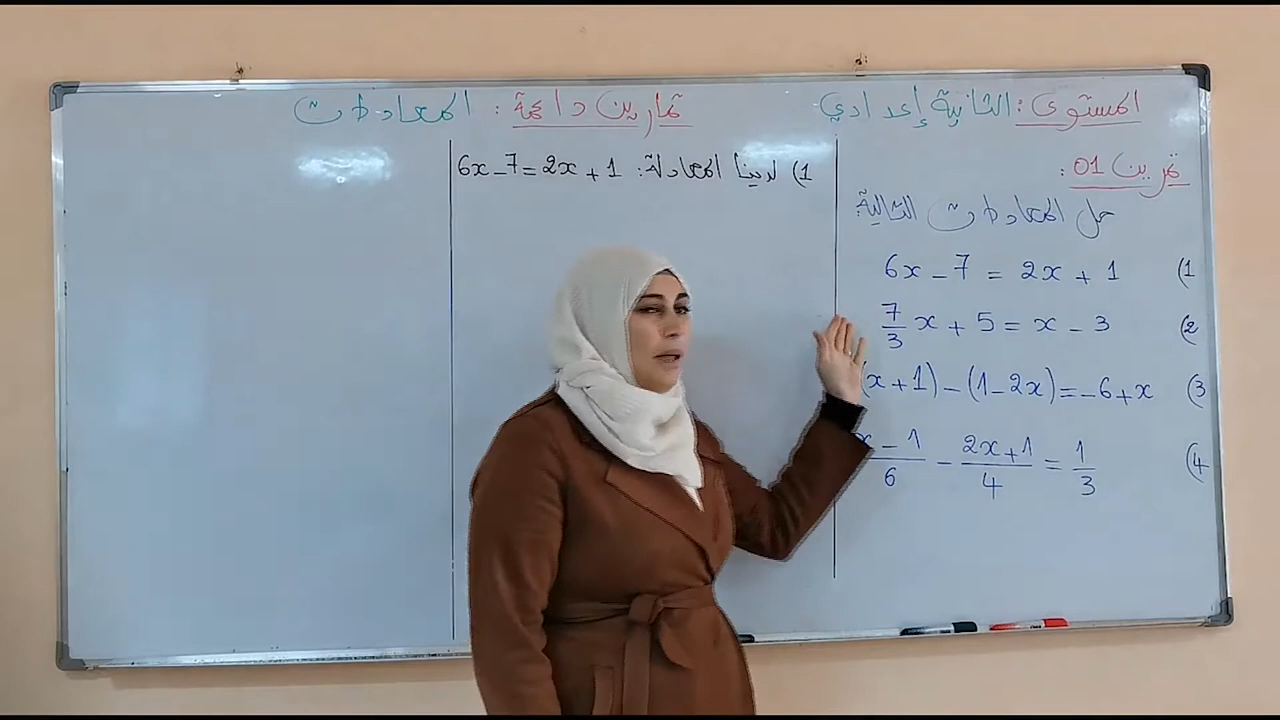 المستوى: الثانية إعدادي
تمارين داعمة: المعادلات
تمرين 01:
حل المعادلات التالية:
1) 6x - 7 = 2x + 1
2) 7/3 x + 5 = x - 3
3) (x + 1) - (1 - 2x) = -6 + x
4) x - 1/6 - 2x + 1/4 = 1/3
1) لدينا المعادلة: 6x - 7 = 2x + 1